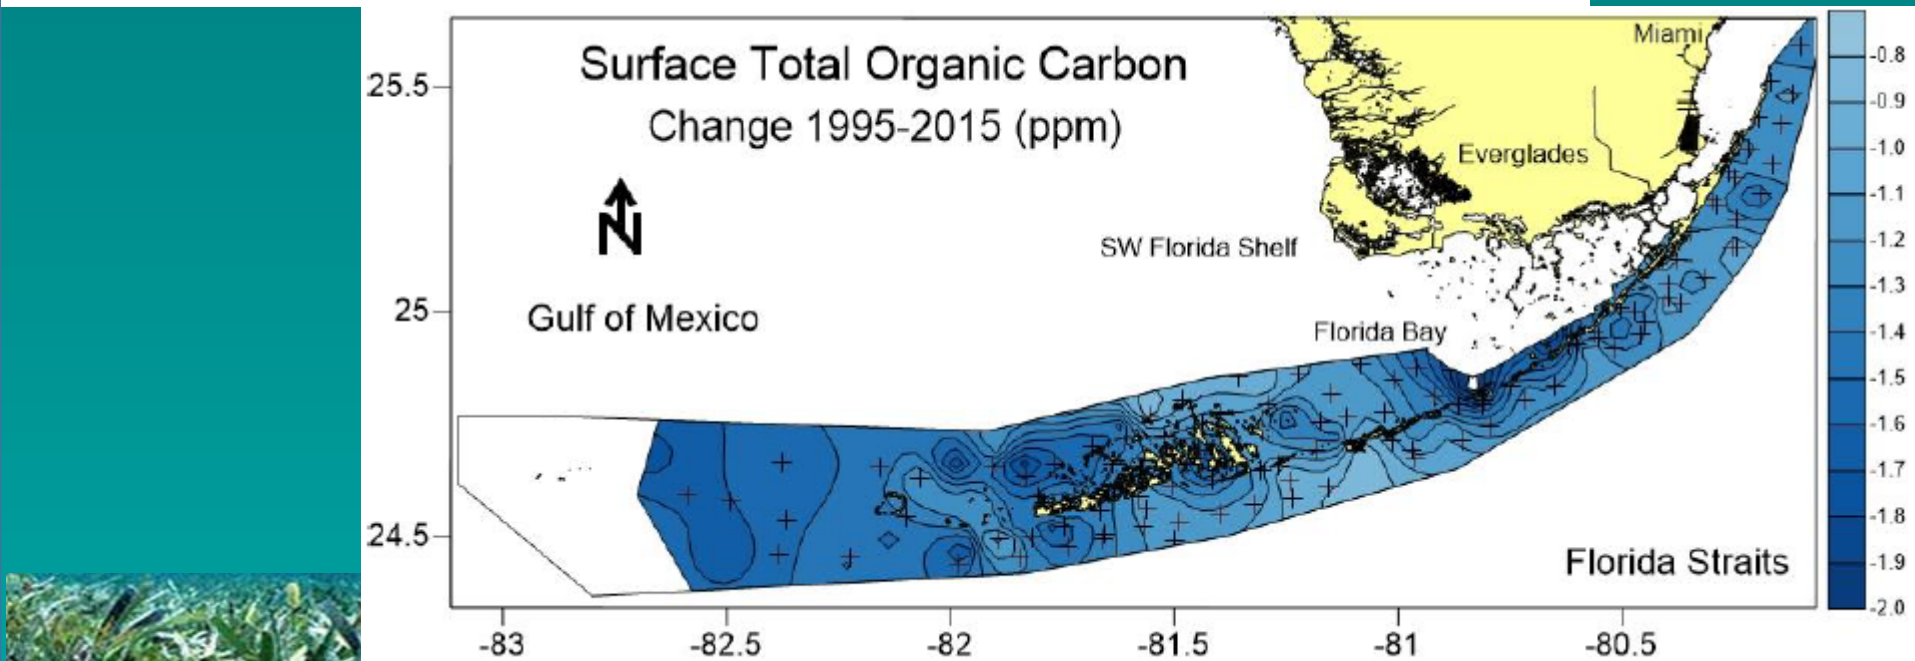 Surface Total Organic Carbon
Change 1995-2015 (ppm)
N
Miami
Everglades
SW Florida Shelf
Gulf of Mexico
Florida Bay
Florida Straits
25.5
25
24.5
-83
-82.5
-82
-81.5
-81
-80.5
-0.8
-0.9
-1.0
-1.1
-1.2
-1.3
-1.4
-1.5
-1.6
-1.7
-1.8
-1.9
-2.0